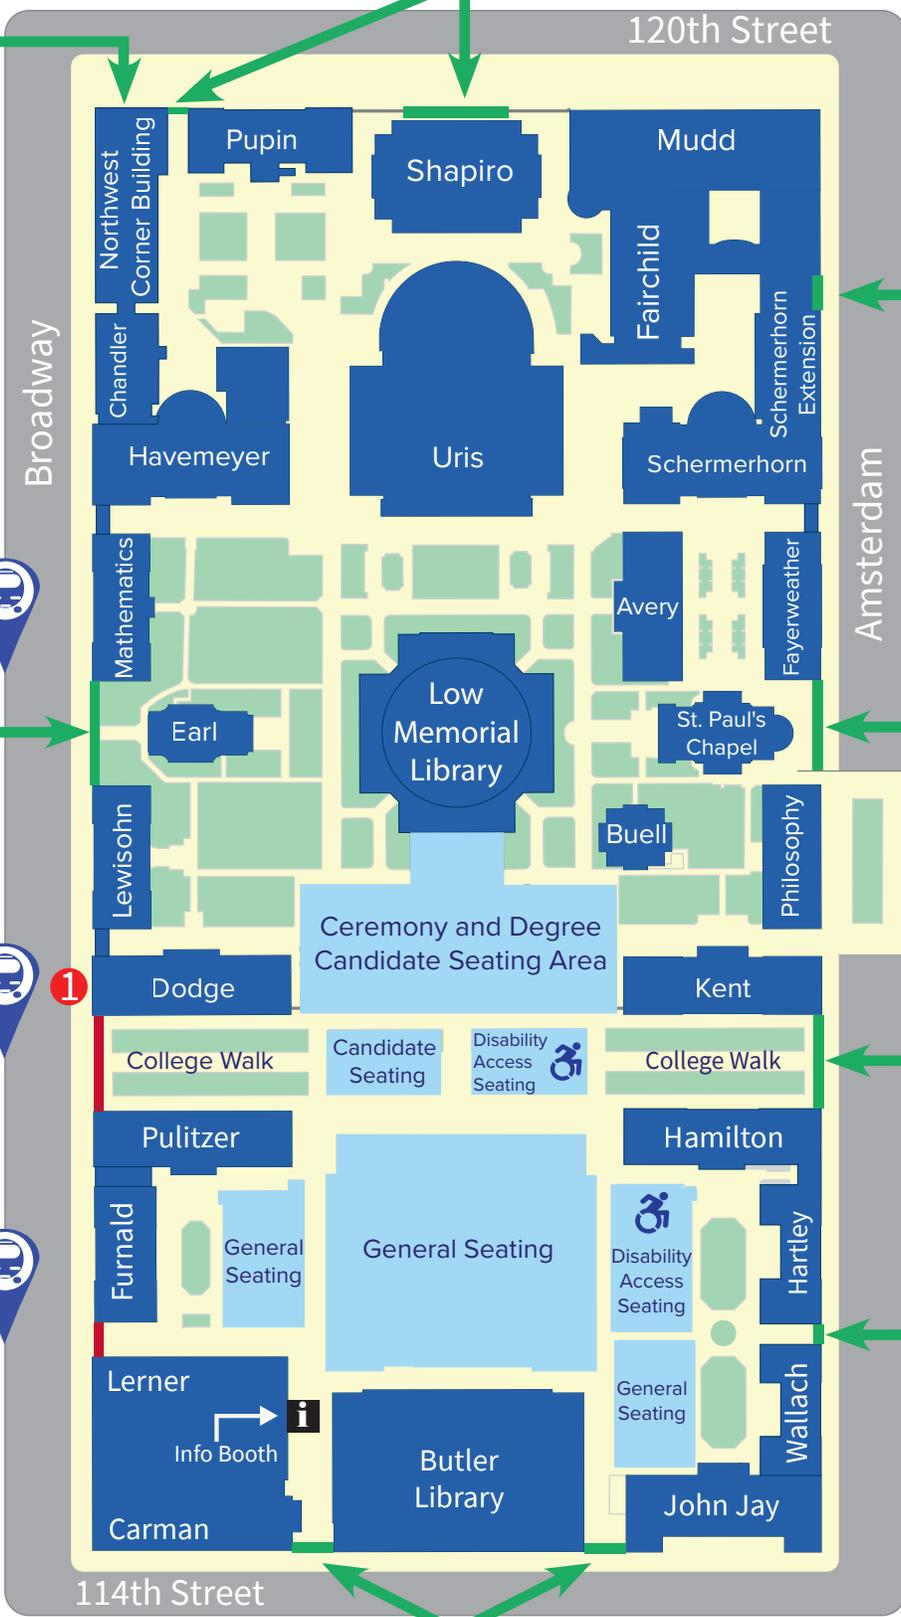 120th Street
Pupin
Mudd
Shapiro
Northwest
Corner Building
Fairchild
Schermerhorn
Extension
Chandler
Broadway
Havemeyer
Uris
Schermerhorn
Amsterdam
Mathematics
Avery
Fayerweather
Low
Memorial
Library
Earl
St. Paul's
Chapel
Buell
Lewisohn
Philosophy
Ceremony and Degree
Candidate Seating Area
1
Dodge
Kent
College Walk
Candidate
Seating
Disability
Access
Seating
College Walk
Pulitzer
Hamilton
Furnald
General
Seating
General Seating
Disability
Access
Seating
Hartley
Lerner
i
Info Booth
General
Seating
Wallach
Butler
Library
John Jay
Carman
114th Street